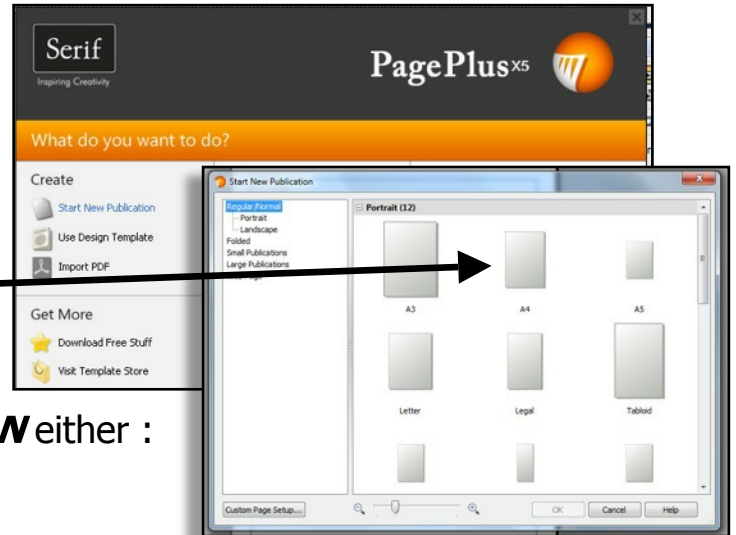 Serif
Inspiring Creativity
PagePlus X5
What do you want to do?
Create
Start New Publication
Use Design Template
Import PDF
Get More
Download Free Stuff
Visit Template Store
Start New Publication
Regular/Normal
Portrait
Landscape
Folded
Small Publications
Large Publications
Portrait (12)
A3
A4
A5
Letter
Legal
Tabloid
Custom Page Setup...
OK
Cancel
Help
either :